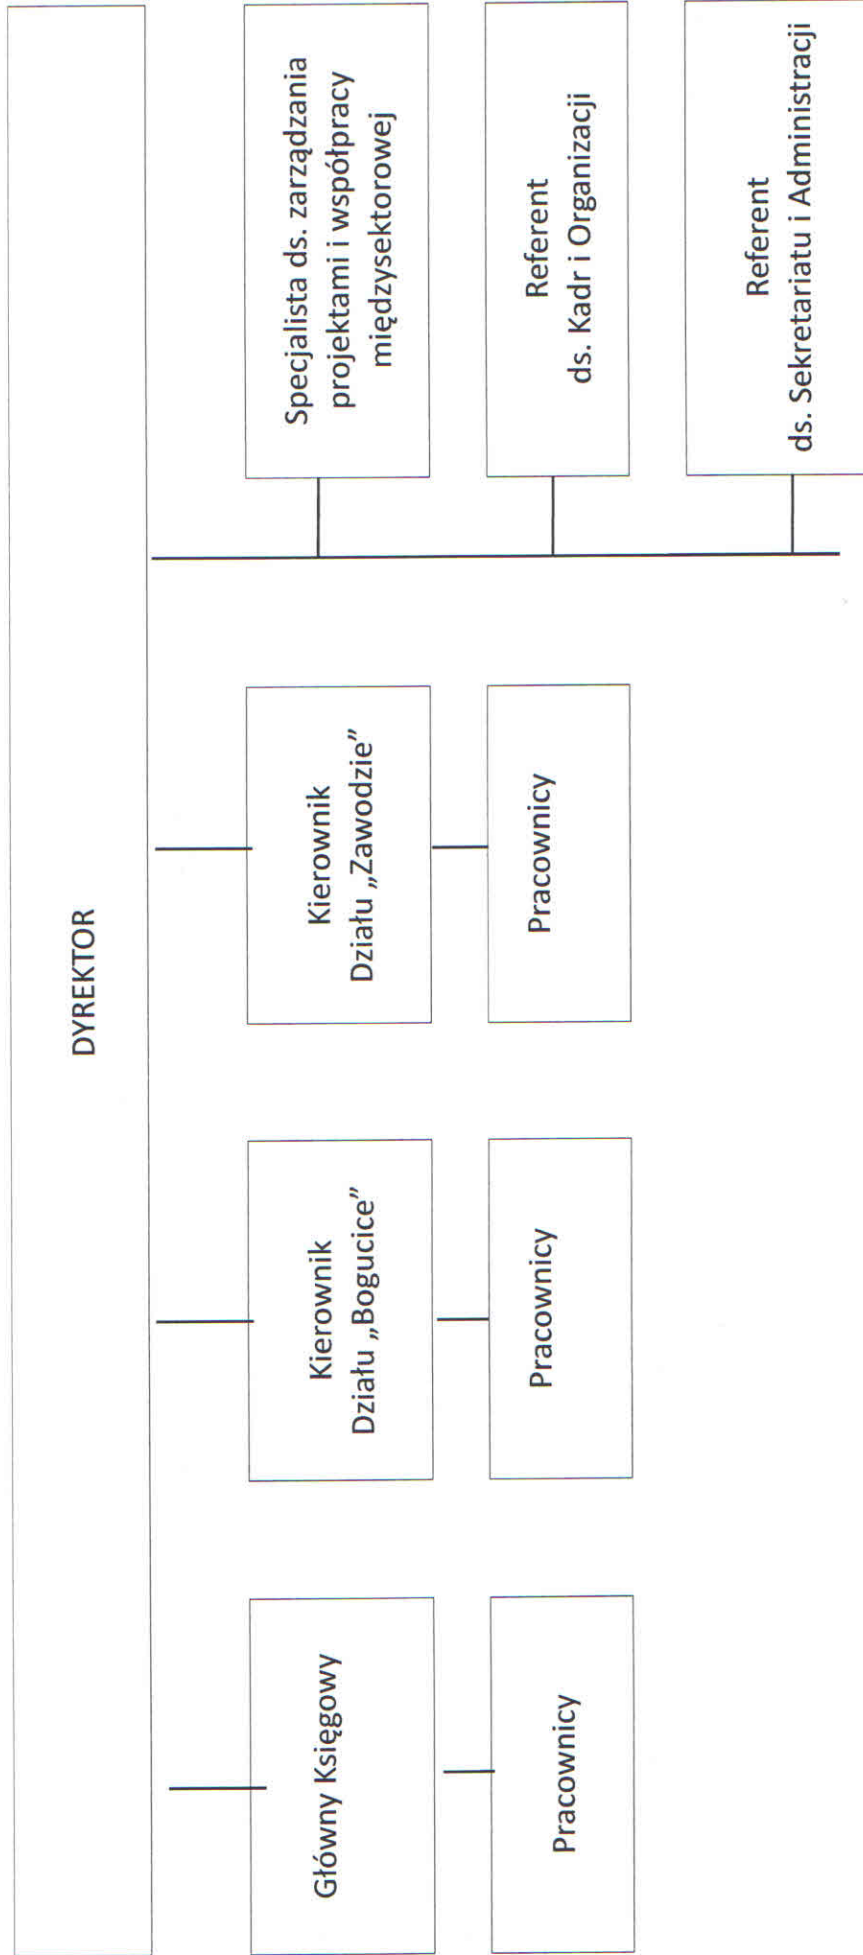 DYREKTOR
Główny Księgowy
Pracownicy
Kierownik
Działu „Bogucice”
Pracownicy
Kierownik
Działu „Zawodzie”
Pracownicy
Specjalista ds. zarządzania
projektami i współpracy
międzysektorowej
Referent
ds. Kadr i Organizacji
Referent
ds. Sekretariatu i Administracji